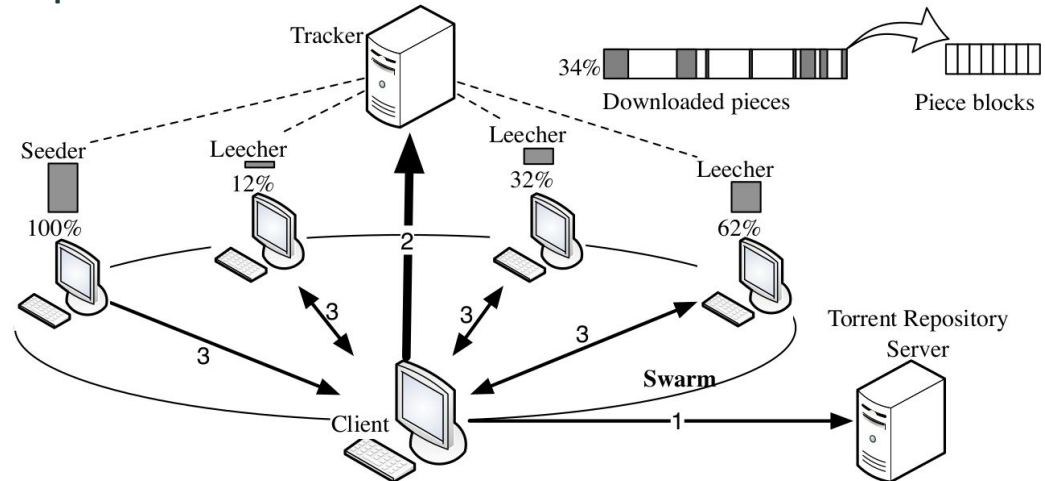 Tracker
34%
Downloaded pieces
Piece blocks
Seeder
100%
Leecher
12%
Leecher
32%
Leecher
62%
2
3
3
3
3
Torrent Repository
Server
Swarm
Client
1